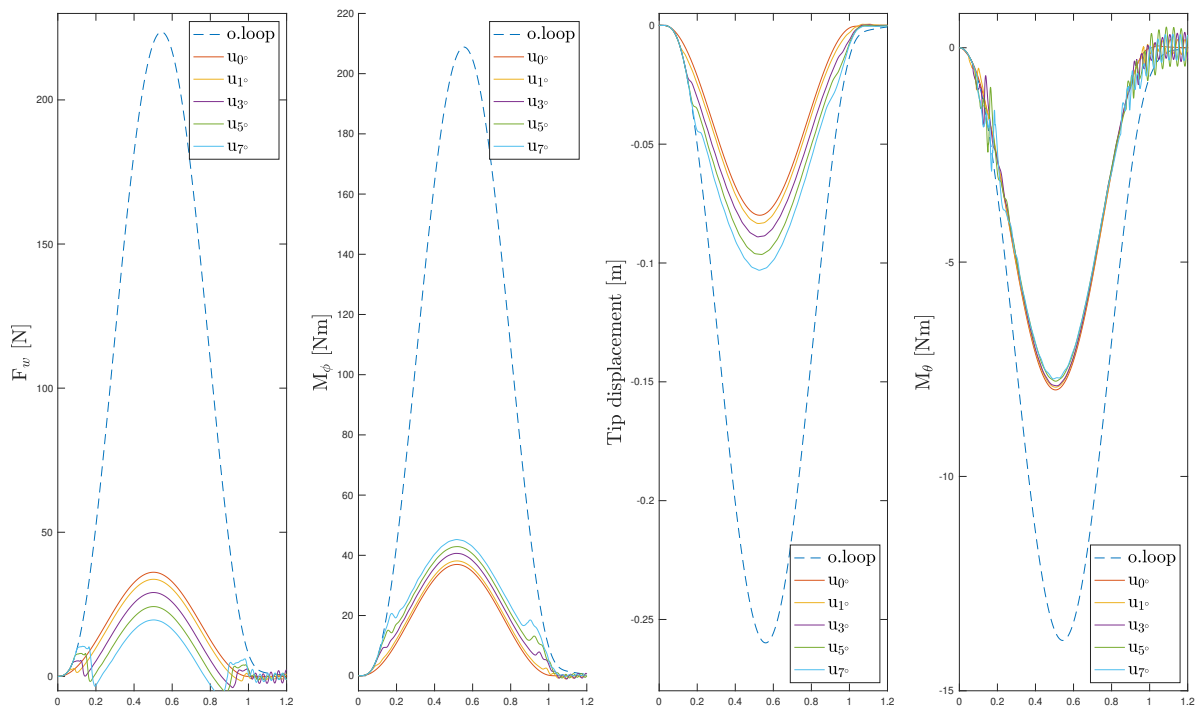 F_w [N]
200
150
100
50
0
0
0.2
0.4
0.6
0.8
1
1.2
o.loop
u_0°
u_1°
u_3°
u_5°
u_7°
M_ϕ [Nm]
220
200
180
160
140
120
100
80
60
40
20
0
0
0.2
0.4
0.6
0.8
1
1.2
o.loop
u_0°
u_1°
u_3°
u_5°
u_7°
Tip displacement [m]
0
-0.05
-0.1
-0.15
-0.2
-0.25
0
0.2
0.4
0.6
0.8
1
1.2
o.loop
u_0°
u_1°
u_3°
u_5°
u_7°
M_θ [Nm]
0
-5
-10
-15
0
0.2
0.4
0.6
0.8
1
1.2
o.loop
u_0°
u_1°
u_3°
u_5°
u_7°